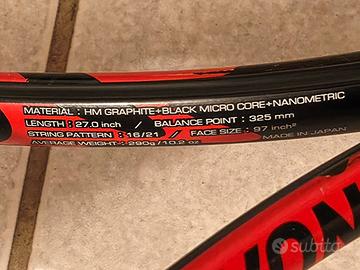 MATERIAL : HM GRAPHITE+BLACK MICRO CORE+NANOMETRIC
LENGTH : 27.0 inch / BALANCE POINT : 325 mm
STRING PATTERN : 16/21 / FACE SIZE : 97 inch²
AVERAGE WEIGHT : 290g/10.2 oz MADE IN JAPAN
YON
subito